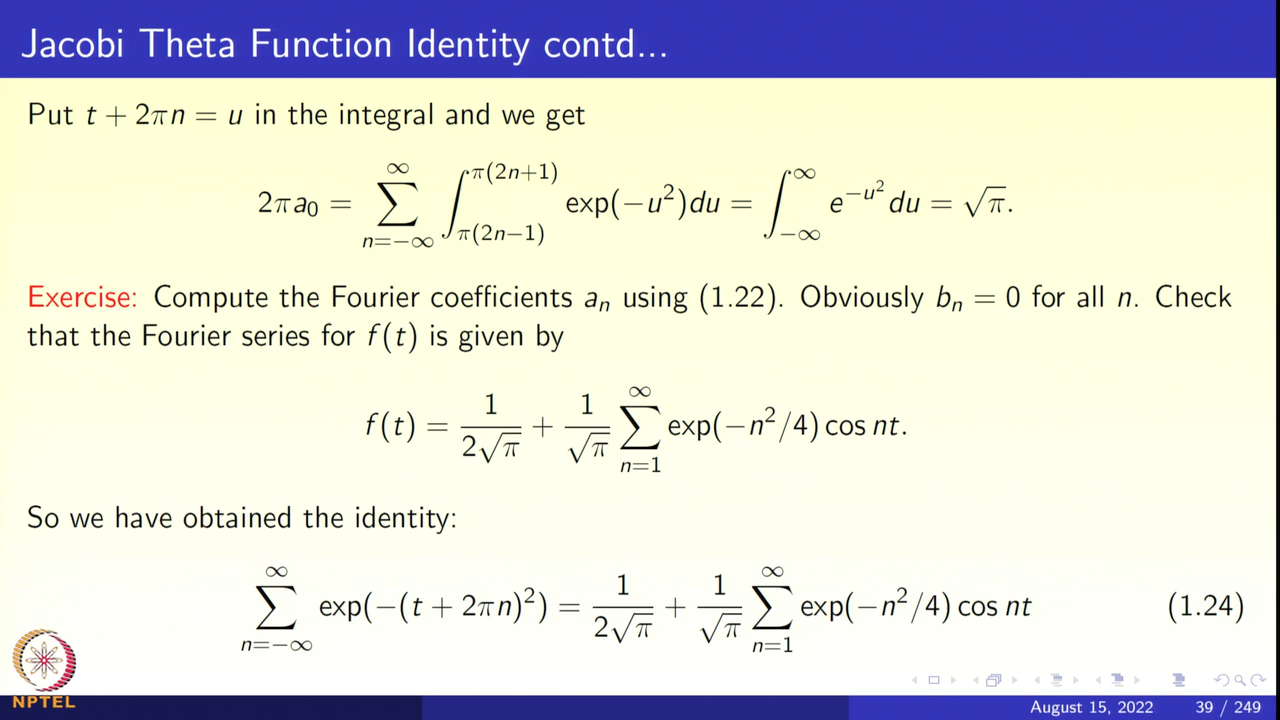 Jacobi Theta Function Identity contd...
Put t + 2πn = u in the integral and we get
2πa₀ = ∑_{n=−∞}^{∞} ∫_{π(2n−1)}^{π(2n+1)} exp(−u²)du = ∫_{−∞}^{∞} e^{−u²} du = √π.
Exercise: Compute the Fourier coefficients aₙ using (1.22). Obviously bₙ = 0 for all n. Check
that the Fourier series for f(t) is given by
f(t) = 1/(2√π) + 1/√π ∑_{n=1}^{∞} exp(−n²/4) cos nt.
So we have obtained the identity:
∑_{n=−∞}^{∞} exp(−(t + 2πn)²) = 1/(2√π) + 1/√π ∑_{n=1}^{∞} exp(−n²/4) cos nt (1.24)
NPTEL
August 15, 2022 39 / 249